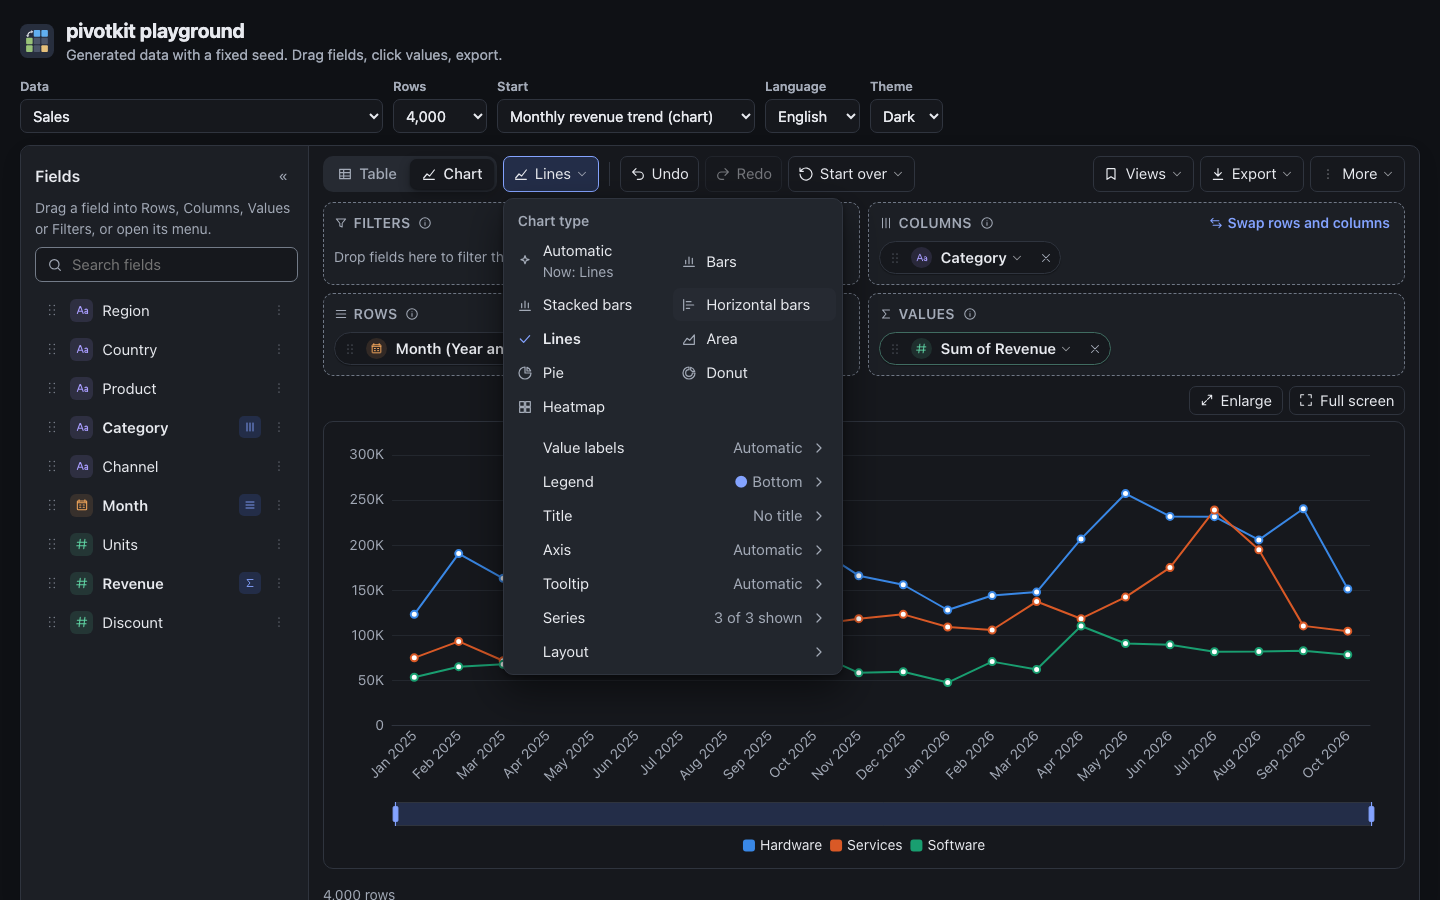 pivotkit playground
Generated data with a fixed seed. Drag fields, click values, export.
Data
Rows
Start
Language
Theme
Sales
4,000
Monthly revenue trend (chart)
English
Dark
Fields
«
Drag a field into Rows, Columns, Values
or Filters, or open its menu.
Search fields
Aa Region
Aa Country
Aa Product
Aa Category
Aa Channel
Month
# Units
# Revenue Σ
# Discount
Table
Chart
Lines
Undo
Redo
Start over
Views
Export
More
FILTERS
Drop fields here to filter th
COLUMNS
Swap rows and columns
Aa Category
ROWS
Month (Year an
Σ VALUES
# Sum of Revenue
Chart type
Automatic
Now: Lines
Bars
Stacked bars
Horizontal bars
Lines
Area
Pie
Donut
Heatmap
Value labels Automatic
Legend Bottom
Title No title
Axis Automatic
Tooltip Automatic
Series 3 of 3 shown
Layout
Enlarge
Full screen
300K
250K
200K
150K
100K
50K
0
Jan 2025
Feb 2025
Mar 2025
Apr 2025
May 2025
Jun 2025
Jul 2025
Aug 2025
Sep 2025
Oct 2025
Nov 2025
Dec 2025
Jan 2026
Feb 2026
Mar 2026
Apr 2026
May 2026
Jun 2026
Jul 2026
Aug 2026
Sep 2026
Oct 2026
Hardware
Services
Software
4,000 rows